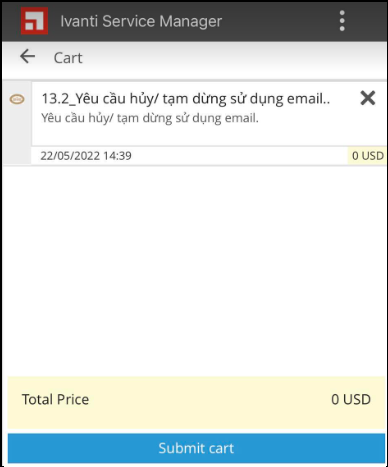 Ivanti Service Manager
Cart
13.2_Yêu cầu hủy/ tạm dừng sử dụng email..
Yêu cầu hủy/ tạm dừng sử dụng email.
22/05/2022 14:39
0 USD
Total Price
0 USD
Submit cart